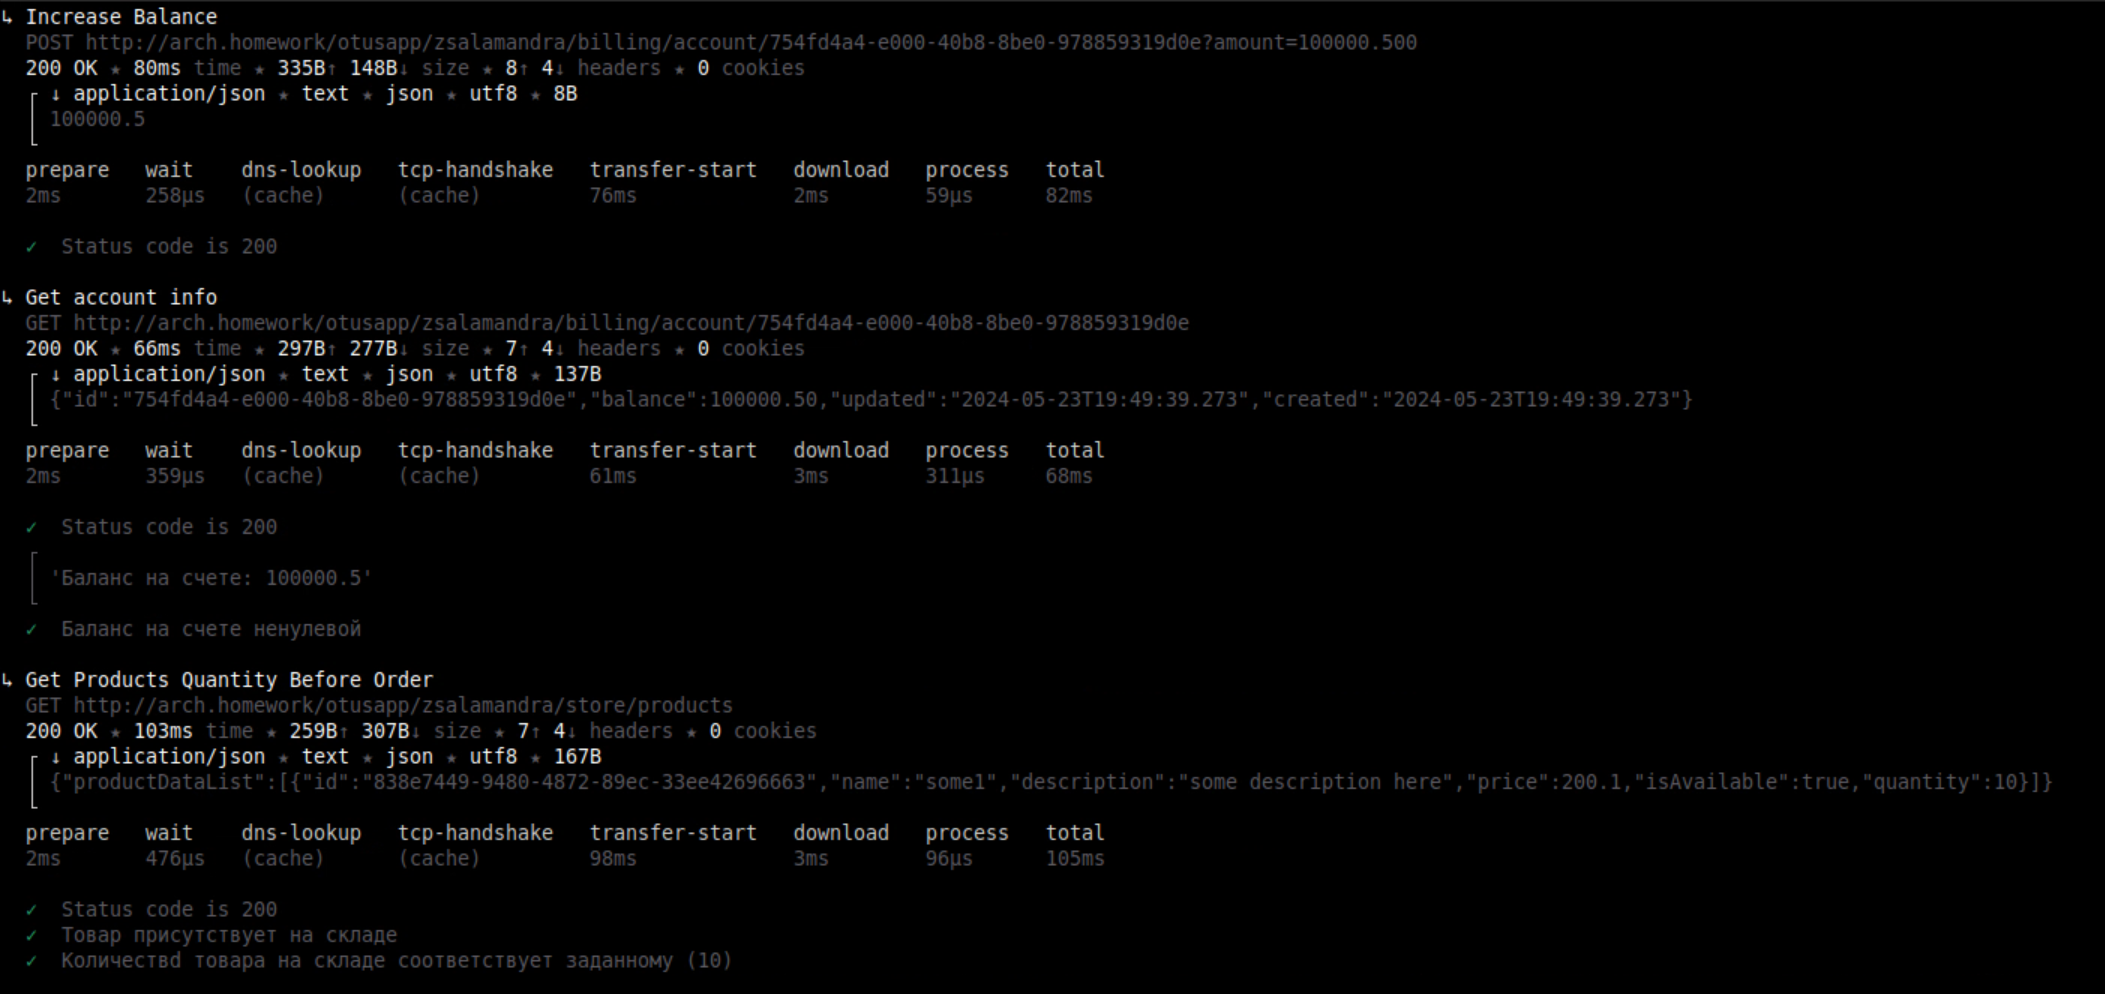 ↳ Increase Balance
POST http://arch.homework/otusapp/zsalamandra/billing/account/754fd4a4-e000-40b8-8be0-978859319d0e?amount=100000.500
200 OK ★ 80ms time ★ 335B↑ 148B↓ size ★ 8↑ 4↓ headers ★ 0 cookies
↓ application/json ★ text ★ json ★ utf8 ★ 8B
100000.5
prepare wait dns-lookup tcp-handshake transfer-start download process total
2ms 258µs (cache) (cache) 76ms 2ms 59µs 82ms
✓ Status code is 200
↳ Get account info
GET http://arch.homework/otusapp/zsalamandra/billing/account/754fd4a4-e000-40b8-8be0-978859319d0e
200 OK ★ 66ms time ★ 297B↑ 277B↓ size ★ 7↑ 4↓ headers ★ 0 cookies
↓ application/json ★ text ★ json ★ utf8 ★ 137B
{"id":"754fd4a4-e000-40b8-8be0-978859319d0e","balance":100000.50,"updated":"2024-05-23T19:49:39.273","created":"2024-05-23T19:49:39.273"}
prepare wait dns-lookup tcp-handshake transfer-start download process total
2ms 359µs (cache) (cache) 61ms 3ms 311µs 68ms
✓ Status code is 200
'Баланс на счете: 100000.5'
✓ Баланс на счете ненулевой
↳ Get Products Quantity Before Order
GET http://arch.homework/otusapp/zsalamandra/store/products
200 OK ★ 103ms time ★ 259B↑ 307B↓ size ★ 7↑ 4↓ headers ★ 0 cookies
↓ application/json ★ text ★ json ★ utf8 ★ 167B
{"productDataList":[{"id":"838e7449-9480-4872-89ec-33ee42696663","name":"some1","description":"some description here","price":200.1,"isAvailable":true,"quantity":10}]}
prepare wait dns-lookup tcp-handshake transfer-start download process total
2ms 476µs (cache) (cache) 98ms 3ms 96µs 105ms
✓ Status code is 200
✓ Товар присутствует на складе
✓ Количествd товара на складе соответствует заданному (10)